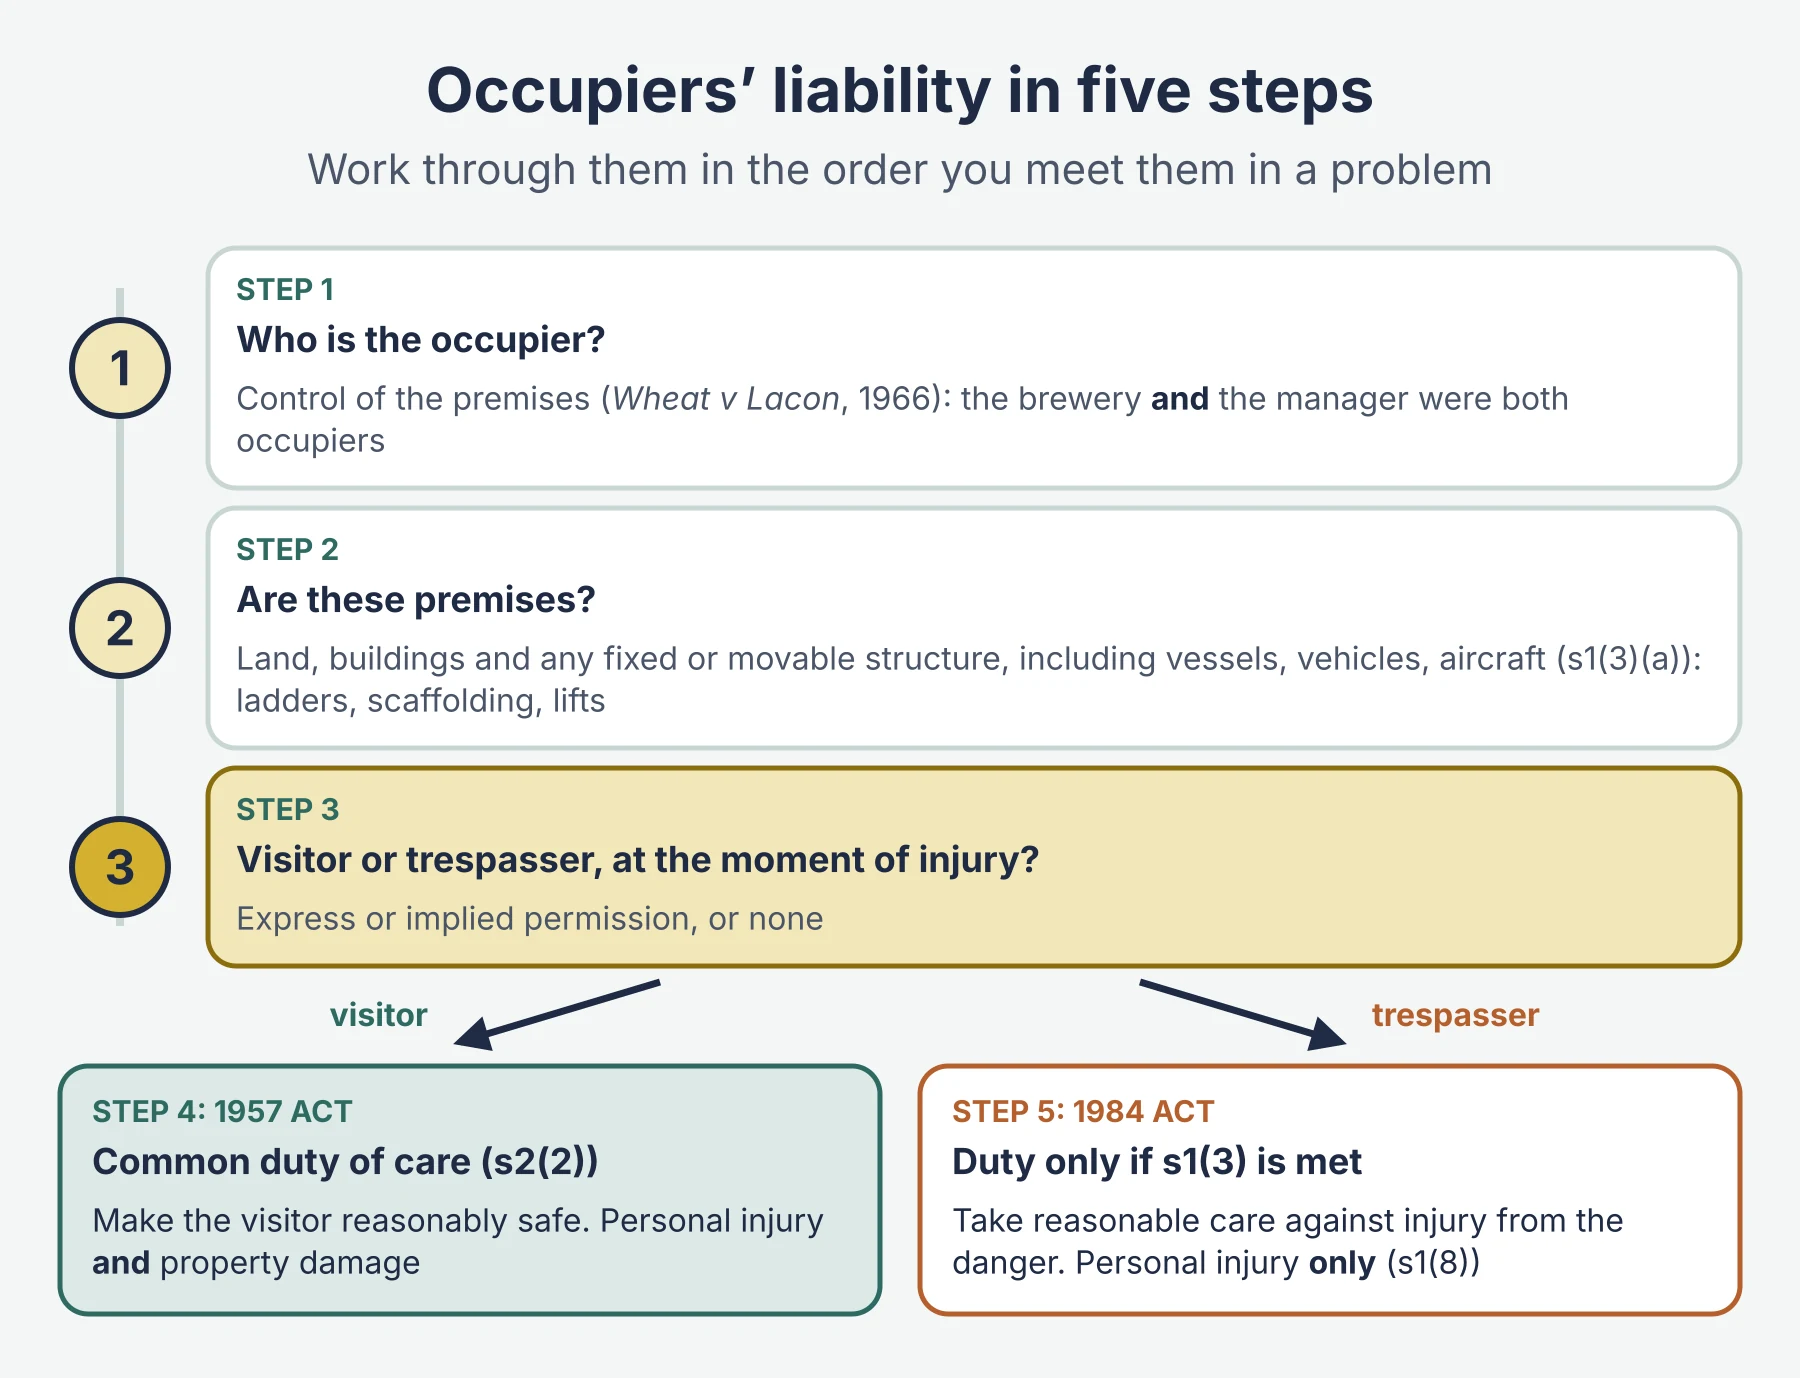 Occupiers’ liability in five steps
Work through them in the order you meet them in a problem
1
STEP 1
Who is the occupier?
Control of the premises (Wheat v Lacon, 1966): the brewery and the manager were both
occupiers
2
STEP 2
Are these premises?
Land, buildings and any fixed or movable structure, including vessels, vehicles, aircraft (s1(3)(a)):
ladders, scaffolding, lifts
3
STEP 3
Visitor or trespasser, at the moment of injury?
Express or implied permission, or none
visitor
trespasser
STEP 4: 1957 ACT
Common duty of care (s2(2))
Make the visitor reasonably safe. Personal injury
and property damage
STEP 5: 1984 ACT
Duty only if s1(3) is met
Take reasonable care against injury from the
danger. Personal injury only (s1(8))